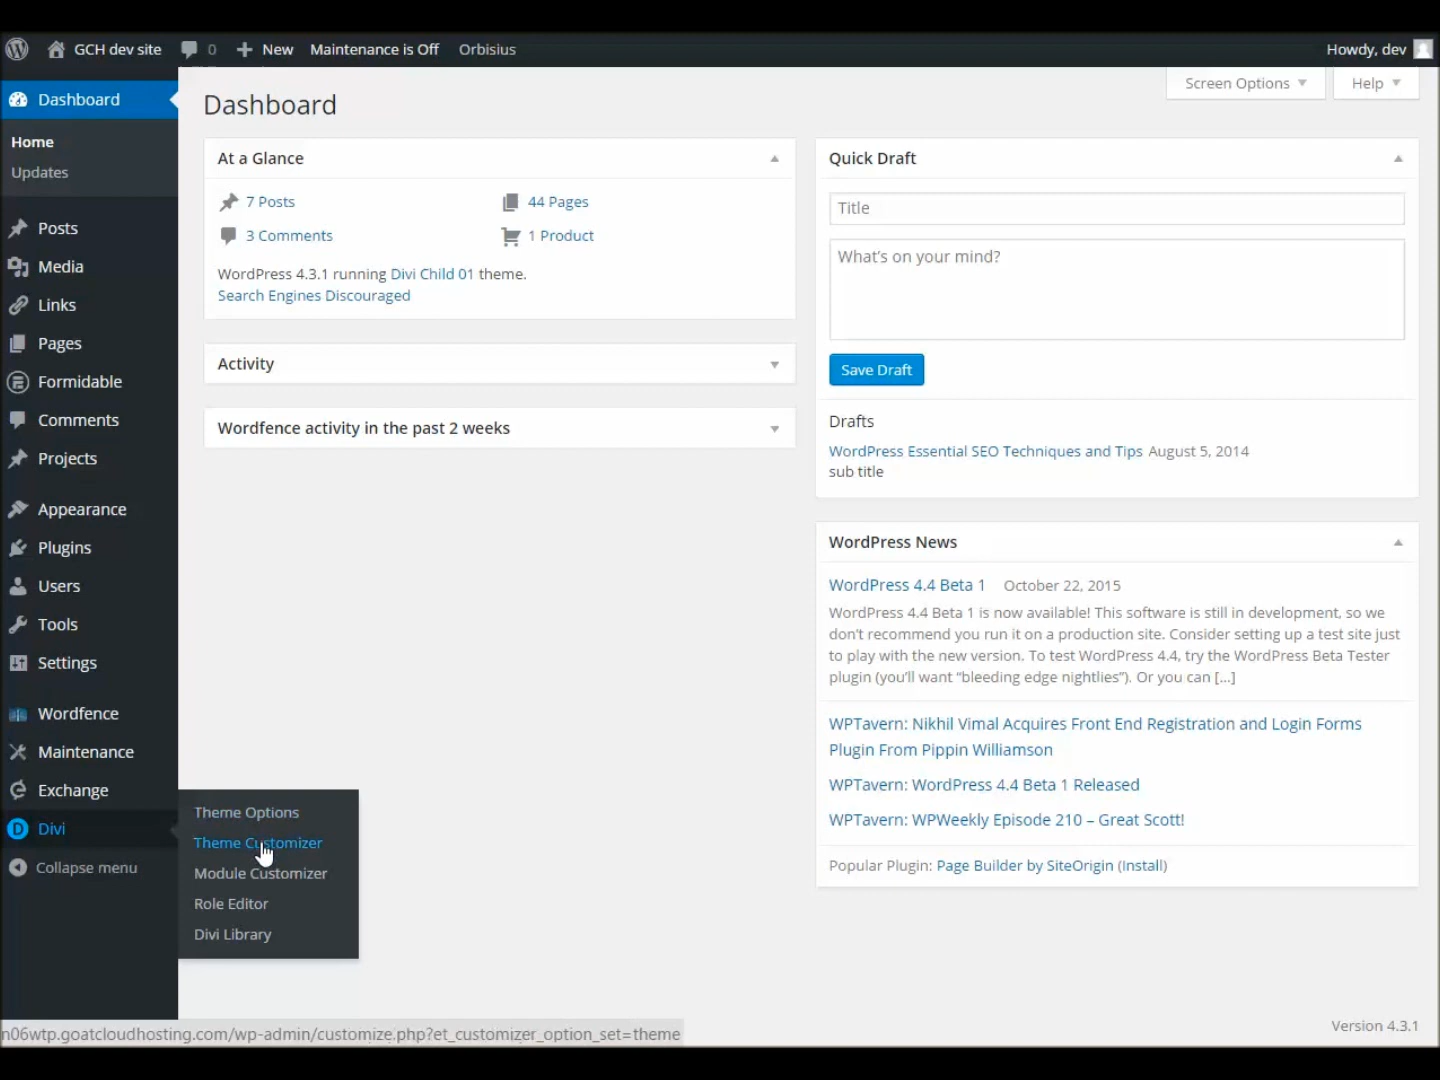 GCH dev site
0
New
Maintenance is Off
Orbisius
Howdy, dev
Dashboard
Home
Updates
Posts
Media
Links
Pages
Formidable
Comments
Projects
Appearance
Plugins
Users
Tools
Settings
Wordfence
Maintenance
Exchange
D Divi
Collapse menu
Theme Options
Theme Customizer
Module Customizer
Role Editor
Divi Library
Screen Options
Help
Dashboard
At a Glance
7 Posts
44 Pages
3 Comments
1 Product
WordPress 4.3.1 running Divi Child 01 theme.
Search Engines Discouraged
Activity
Wordfence activity in the past 2 weeks
Quick Draft
Title
What's on your mind?
Save Draft
Drafts
WordPress Essential SEO Techniques and Tips August 5, 2014
sub title
WordPress News
WordPress 4.4 Beta 1 October 22, 2015
WordPress 4.4 Beta 1 is now available! This software is still in development, so we
don't recommend you run it on a production site. Consider setting up a test site just
to play with the new version. To test WordPress 4.4, try the WordPress Beta Tester
plugin (you'll want “bleeding edge nightlies”). Or you can [...]
WPTavern: Nikhil Vimal Acquires Front End Registration and Login Forms
Plugin From Pippin Williamson
WPTavern: WordPress 4.4 Beta 1 Released
WPTavern: WPWeekly Episode 210 – Great Scott!
Popular Plugin: Page Builder by SiteOrigin (Install)
n06wtp.goatcloudhosting.com/wp-admin/customize.php?et_customizer_option_set=theme
Version 4.3.1